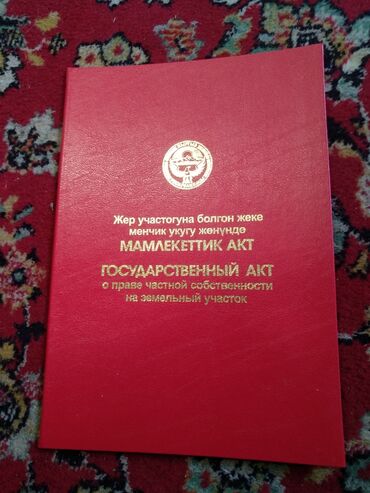 Жер участогуна болгон жеке
менчик укугу жөнүндө
МАМЛЕКЕТТИК АКТ
ГОСУДАРСТВЕННЫЙ АКТ
о праве частной собственности
на земельный участок